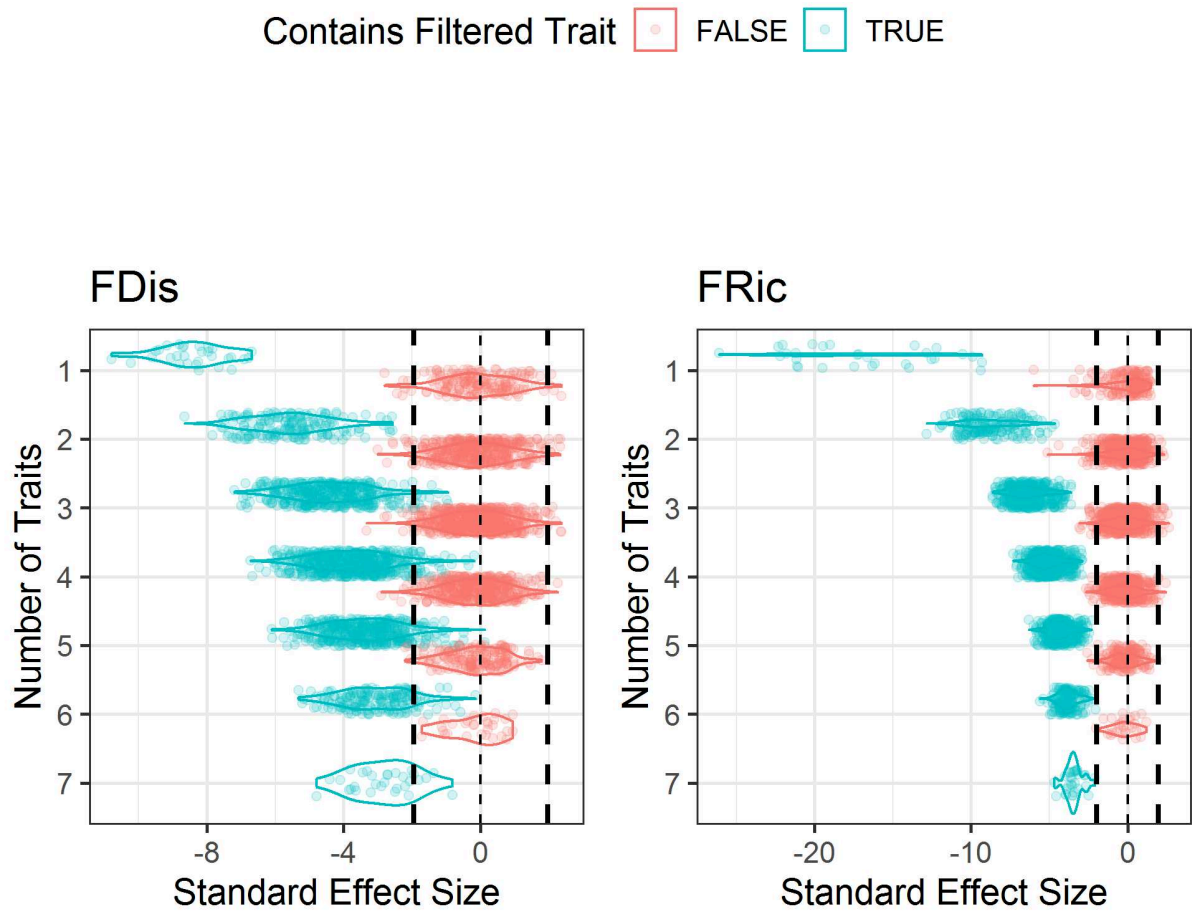 Contains Filtered Trait FALSE TRUE
FDis
Number of Traits
1
2
3
4
5
6
7
-8 -4 0
Standard Effect Size
FRic
Number of Traits
1
2
3
4
5
6
7
-20 -10 0
Standard Effect Size